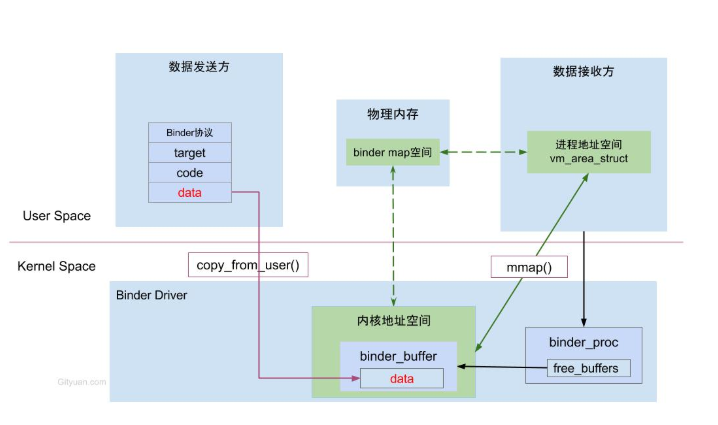 数据发送方
Binder协议
target
code
data
物理内存
binder map空间
数据接收方
进程地址空间
vm_area_struct
User Space
Kernel Space
copy_from_user()
mmap()
Binder Driver
内核地址空间
binder_buffer
data
binder_proc
free_buffers
Gityuan.com